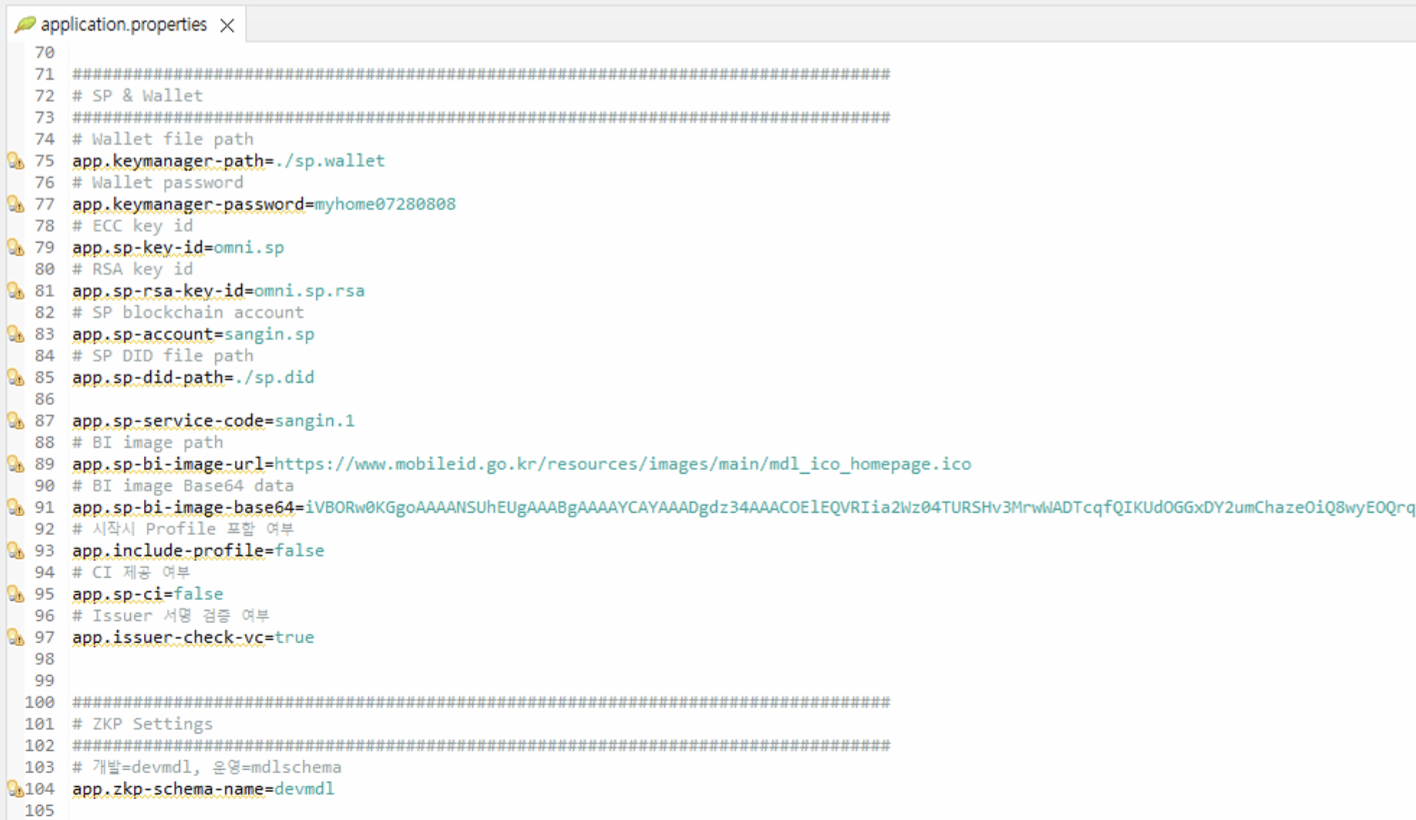 application.properties
70
71 ################################################################################
72 # SP & Wallet
73 ################################################################################
74 # Wallet file path
75 app.keymanager-path=./sp.wallet
76 # Wallet password
77 app.keymanager-password=myhome07280808
78 # ECC key id
79 app.sp-key-id=omni.sp
80 # RSA key id
81 app.sp-rsa-key-id=omni.sp.rsa
82 # SP blockchain account
83 app.sp-account=sangin.sp
84 # SP DID file path
85 app.sp-did-path=./sp.did
86
87 app.sp-service-code=sangin.1
88 # BI image path
89 app.sp-bi-image-url=https://www.mobileid.go.kr/resources/images/main/mdl_ico_homepage.ico
90 # BI image Base64 data
91 app.sp-bi-image-base64=iVBORw0KGgoAAAANSUhEUgAAABgAAAAYCAYAAADgdz34AAACOElEQVRIia2Wz04TURSHv3MrwWADTcqfQIKUdOGGxDY2umChazeOiQ8wyEOQrq
92 # 시작시 Profile 포함 여부
93 app.include-profile=false
94 # CI 제공 여부
95 app.sp-ci=false
96 # Issuer 서명 검증 여부
97 app.issuer-check-vc=true
98
99
100 ################################################################################
101 # ZKP Settings
102 ################################################################################
103 # 개발=devmdl, 운영=mdlschema
104 app.zkp-schema-name=devmdl
105